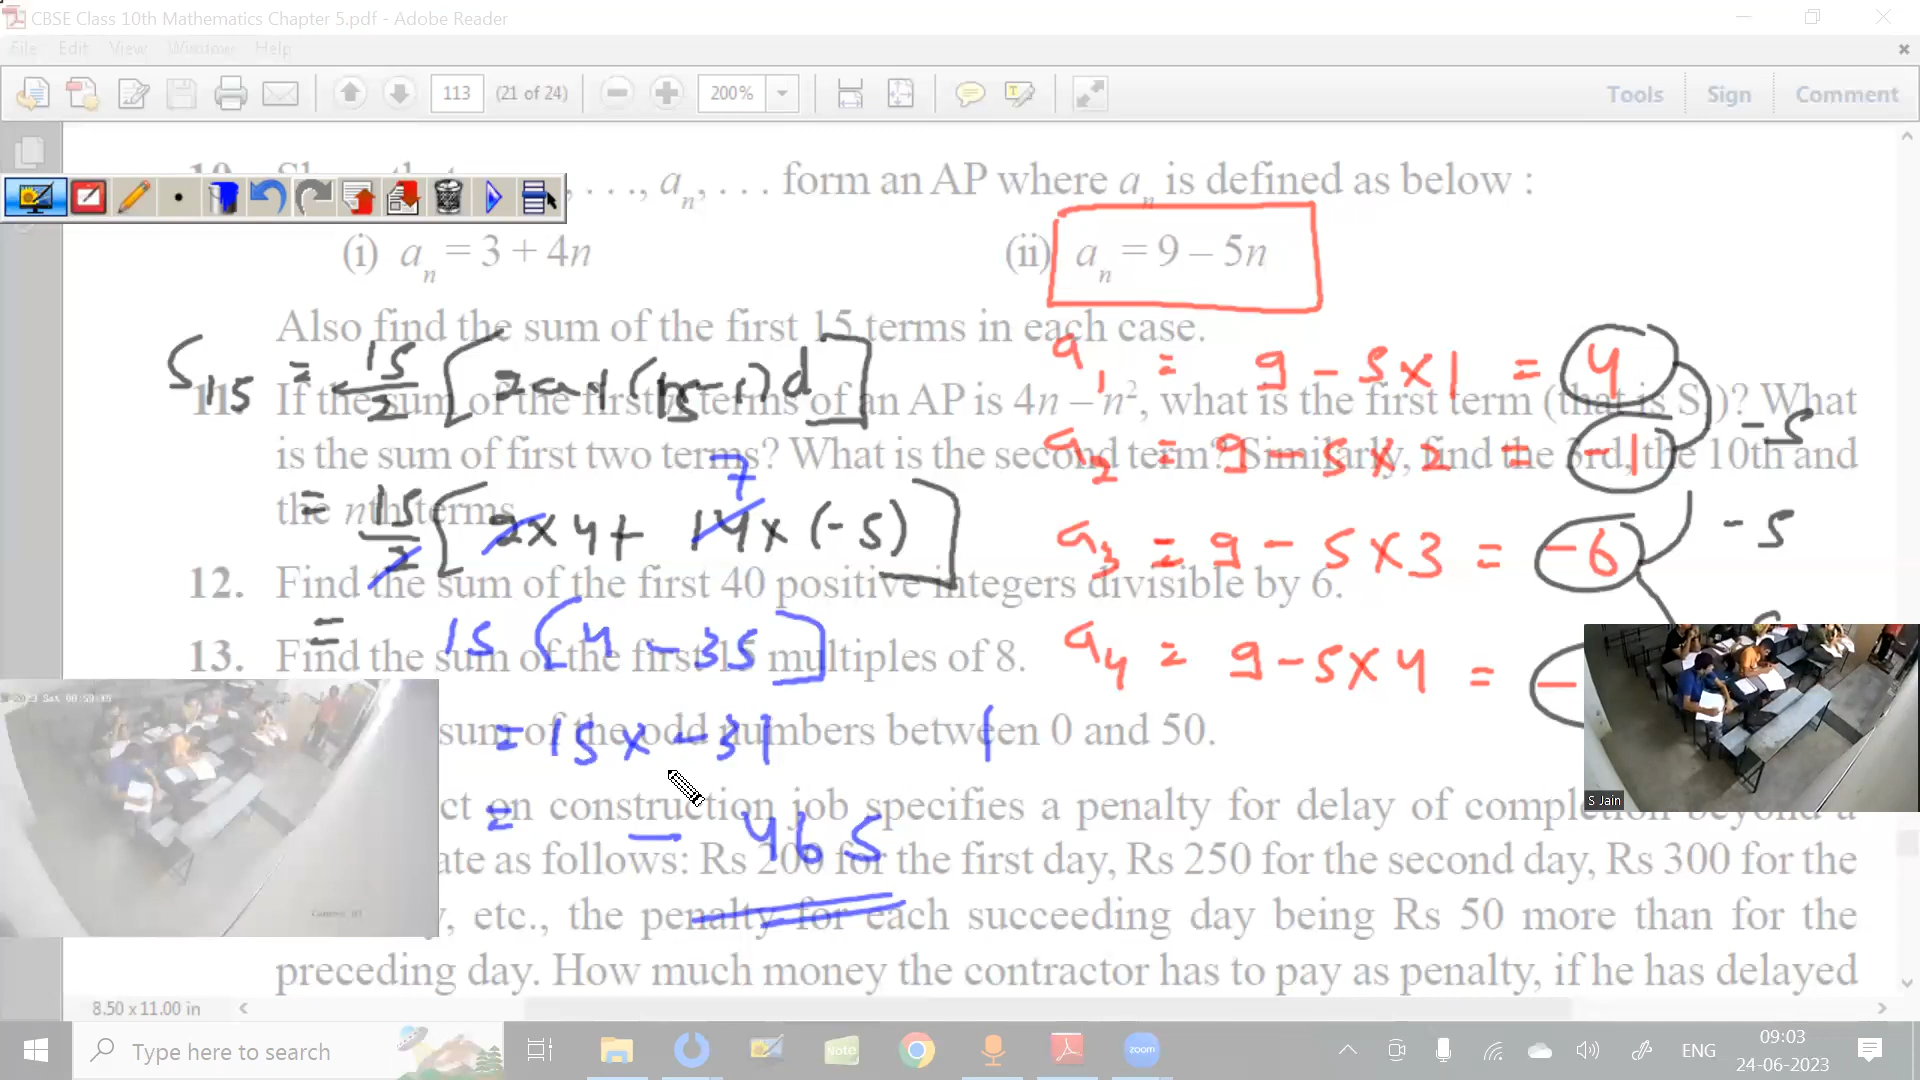 CBSE Class 10th Mathematics Chapter 5.pdf - Adobe Reader
File Edit View Window Help
113 (21 of 24) 200% Tools Sign Comment
. . ., aₙ, . . . form an AP where aₙ is defined as below :
(i) aₙ = 3 + 4n (ii) aₙ = 9 – 5n
Also find the sum of the first 15 terms in each case.
S₁₅ = 15/2 [2a + (15-1)d]
a₁ = 9 - 5×1 = 4
11. If the sum of the first n terms of an AP is 4n – n², what is the first term (that is S₁)? What
-5
is the sum of first two terms? What is the second term? Similarly, find the 3rd, the 10th and
a₂ = 9 - 5×2 = -1
7
the nth terms.
= 15/2 [2×4+ 14×(-5)]
a₃ = 9 - 5×3 = -6
-5
12. Find the sum of the first 40 positive integers divisible by 6.
= 15 [4 - 35]
13. Find the sum of the first 15 multiples of 8.
a₄ = 9-5×4 = -
sum of the odd numbers between 0 and 50.
= 15 × -31
ct on construction job specifies a penalty for delay of completion beyond a
= - 465
ate as follows: Rs 200 for the first day, Rs 250 for the second day, Rs 300 for the
, etc., the penalty for each succeeding day being Rs 50 more than for the
preceding day. How much money the contractor has to pay as penalty, if he has delayed
S Jain
8.50 x 11.00 in
Type here to search
Note
zoom
ENG
09:03
24-06-2023